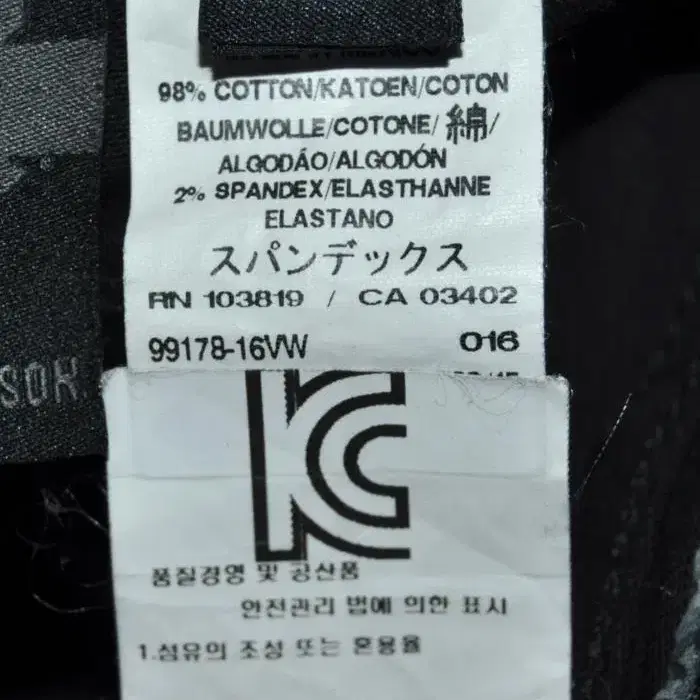 98% COTTON/KATOEN/COTON
BAUMWOLLE/COTONE/ 綿/
ALGODÃO/ALGODÓN
2% SPANDEX/ELASTHANNE
ELASTANO
スパンデックス
RN 103819 / CA 03402
99178-16VW 016
SOK
KC
품질경영 및 공산품
안전관리 법에 의한 표시
1.섬유의 조성 또는 혼용율